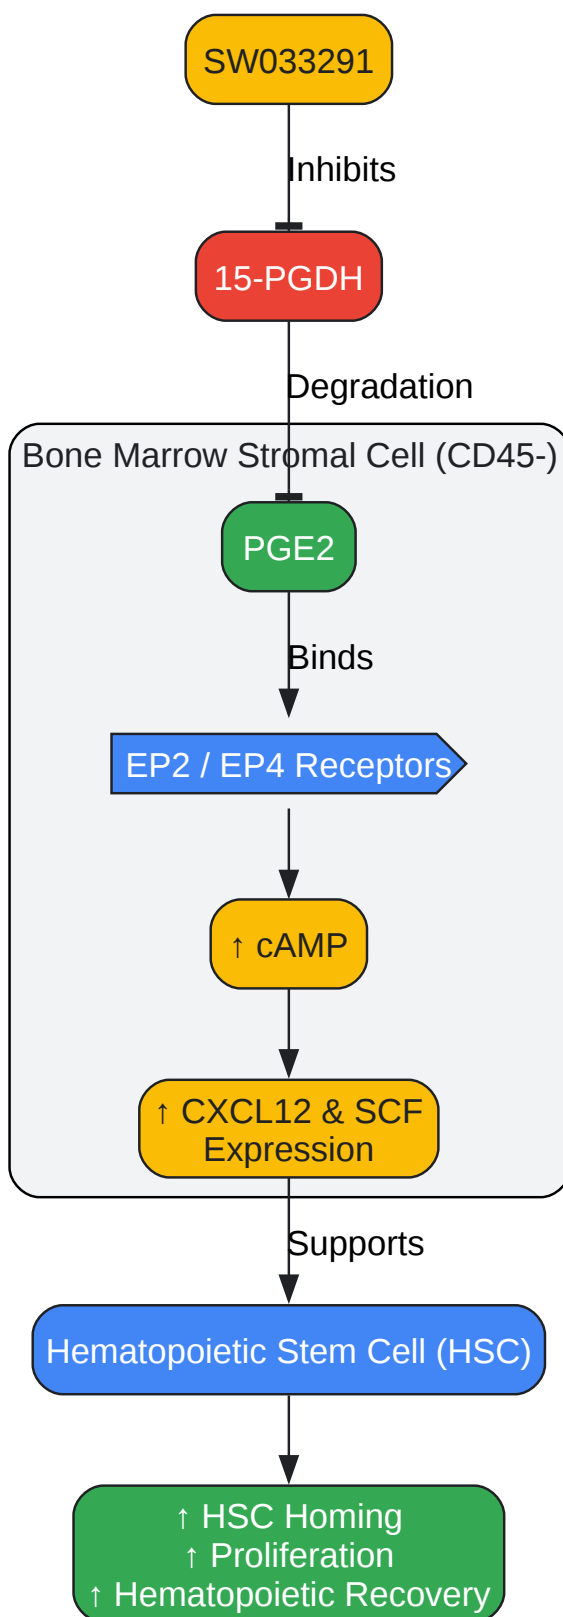 SW033291
Inhibits
15-PGDH
Degradation
Bone Marrow Stromal Cell (CD45-)
PGE2
Binds
EP2 / EP4 Receptors
↑ cAMP
↑ CXCL12 & SCF
Expression
Supports
Hematopoietic Stem Cell (HSC)
↑ HSC Homing
↑ Proliferation
↑ Hematopoietic Recovery